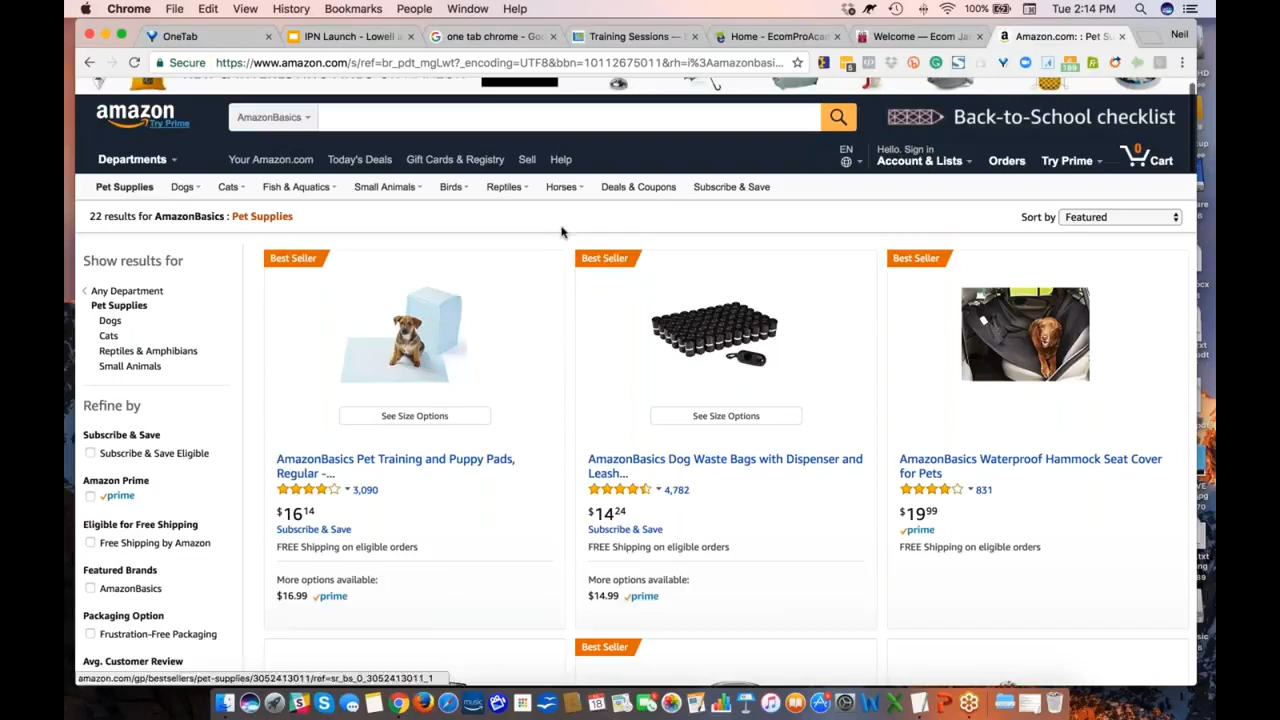 Chrome File Edit View History Bookmarks People Window Help 100% Tue 2:14 PM
OneTab IPN Launch - Lowell a one tab chrome - Goo Training Sessions — Home - EcomProAca Welcome — Ecom Ja Amazon.com: : Pet Su Neil
Secure https://www.amazon.com/s/ref=br_pdt_mgLwt?_encoding=UTF8&bbn=10112675011&rh=i%3Aamazonbasi...
amazon
Try Prime
AmazonBasics
Back-to-School checklist
Departments Your Amazon.com Today's Deals Gift Cards & Registry Sell Help
EN
Hello. Sign in
Account & Lists Orders Try Prime 0 Cart
Pet Supplies Dogs Cats Fish & Aquatics Small Animals Birds Reptiles Horses Deals & Coupons Subscribe & Save
22 results for AmazonBasics : Pet Supplies
Sort by Featured
Show results for
Any Department
Pet Supplies
Dogs
Cats
Reptiles & Amphibians
Small Animals
Refine by
Subscribe & Save
Subscribe & Save Eligible
Amazon Prime
prime
Eligible for Free Shipping
Free Shipping by Amazon
Featured Brands
AmazonBasics
Packaging Option
Frustration-Free Packaging
Avg. Customer Review
Best Seller
See Size Options
AmazonBasics Pet Training and Puppy Pads,
Regular -...
3,090
$16 14
Subscribe & Save
FREE Shipping on eligible orders
More options available:
$16.99 prime
Best Seller
See Size Options
AmazonBasics Dog Waste Bags with Dispenser and
Leash...
4,782
$14 24
Subscribe & Save
FREE Shipping on eligible orders
More options available:
$14.99 prime
Best Seller
AmazonBasics Waterproof Hammock Seat Cover
for Pets
831
$19 99
prime
FREE Shipping on eligible orders
Best Seller
amazon.com/gp/bestsellers/pet-supplies/3052413011/ref=sr_bs_0_3052413011_1